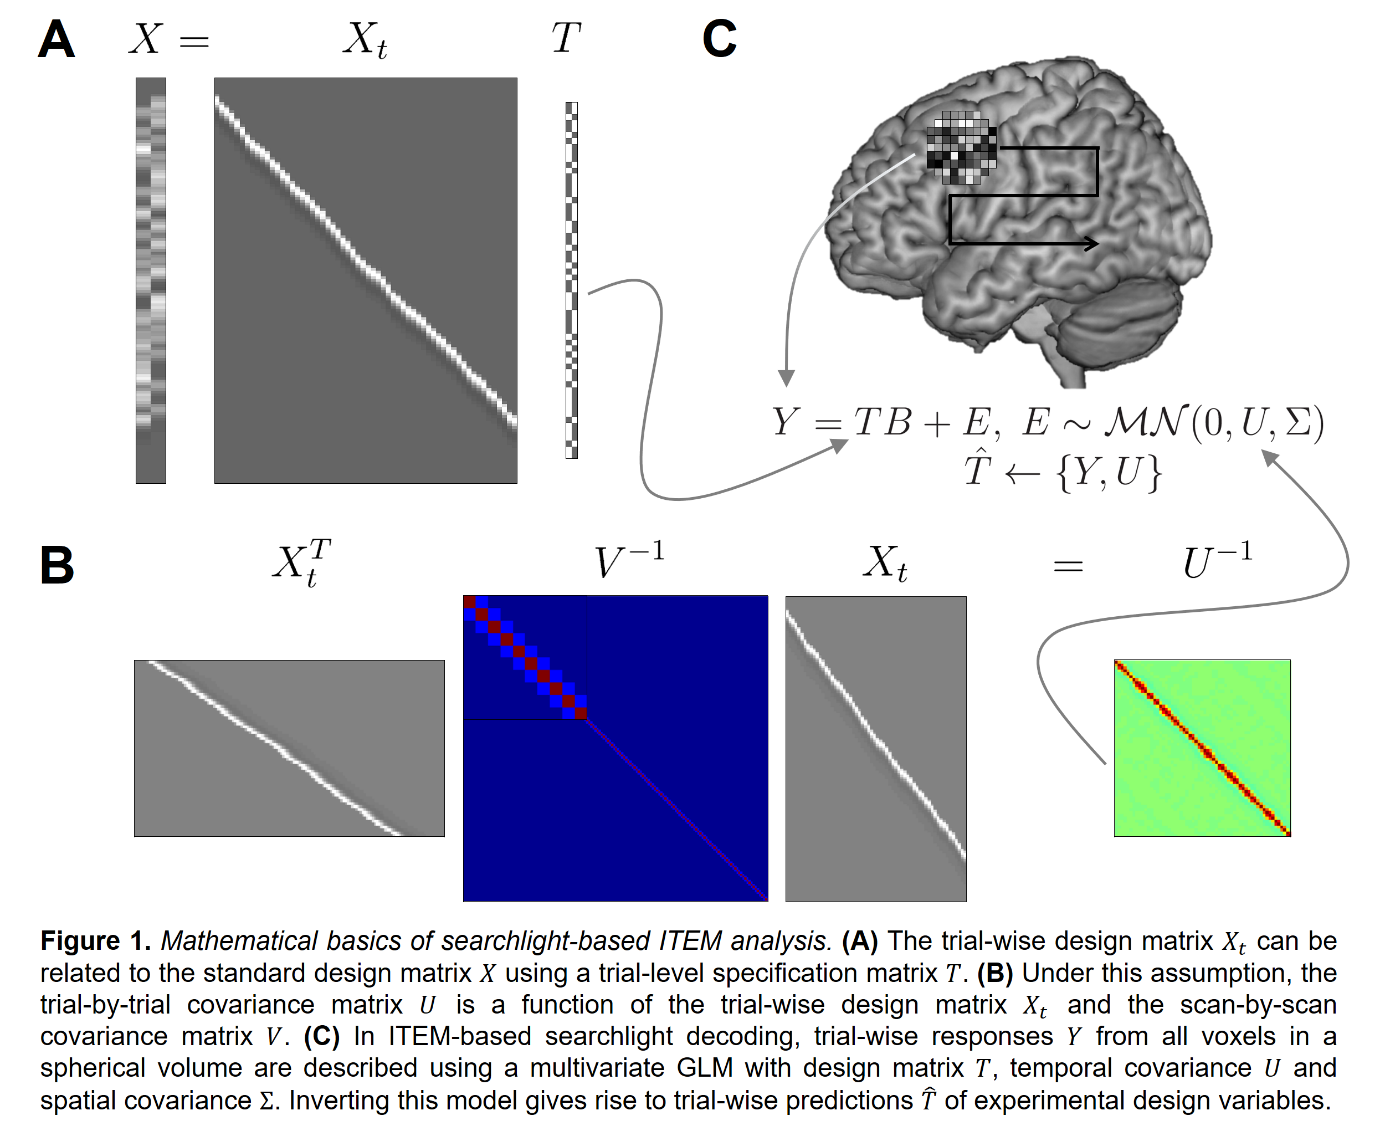 A X = X_t T C
Y = TB + E, E ∼ 𝓜𝓝(0, U, Σ)
T̂ ← {Y, U}
B X_t^T V^{-1} X_t = U^{-1}
Figure 1. Mathematical basics of searchlight-based ITEM analysis. (A) The trial-wise design matrix X_t can be
related to the standard design matrix X using a trial-level specification matrix T. (B) Under this assumption, the
trial-by-trial covariance matrix U is a function of the trial-wise design matrix X_t and the scan-by-scan
covariance matrix V. (C) In ITEM-based searchlight decoding, trial-wise responses Y from all voxels in a
spherical volume are described using a multivariate GLM with design matrix T, temporal covariance U and
spatial covariance Σ. Inverting this model gives rise to trial-wise predictions T̂ of experimental design variables.